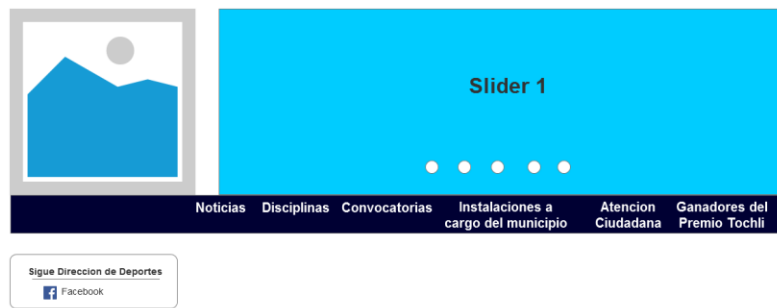 Slider 1
Noticias
Disciplinas
Convocatorias
Instalaciones a
cargo del municipio
Atencion
Ciudadana
Ganadores del
Premio Tochli
Sigue Direccion de Deportes
Facebook